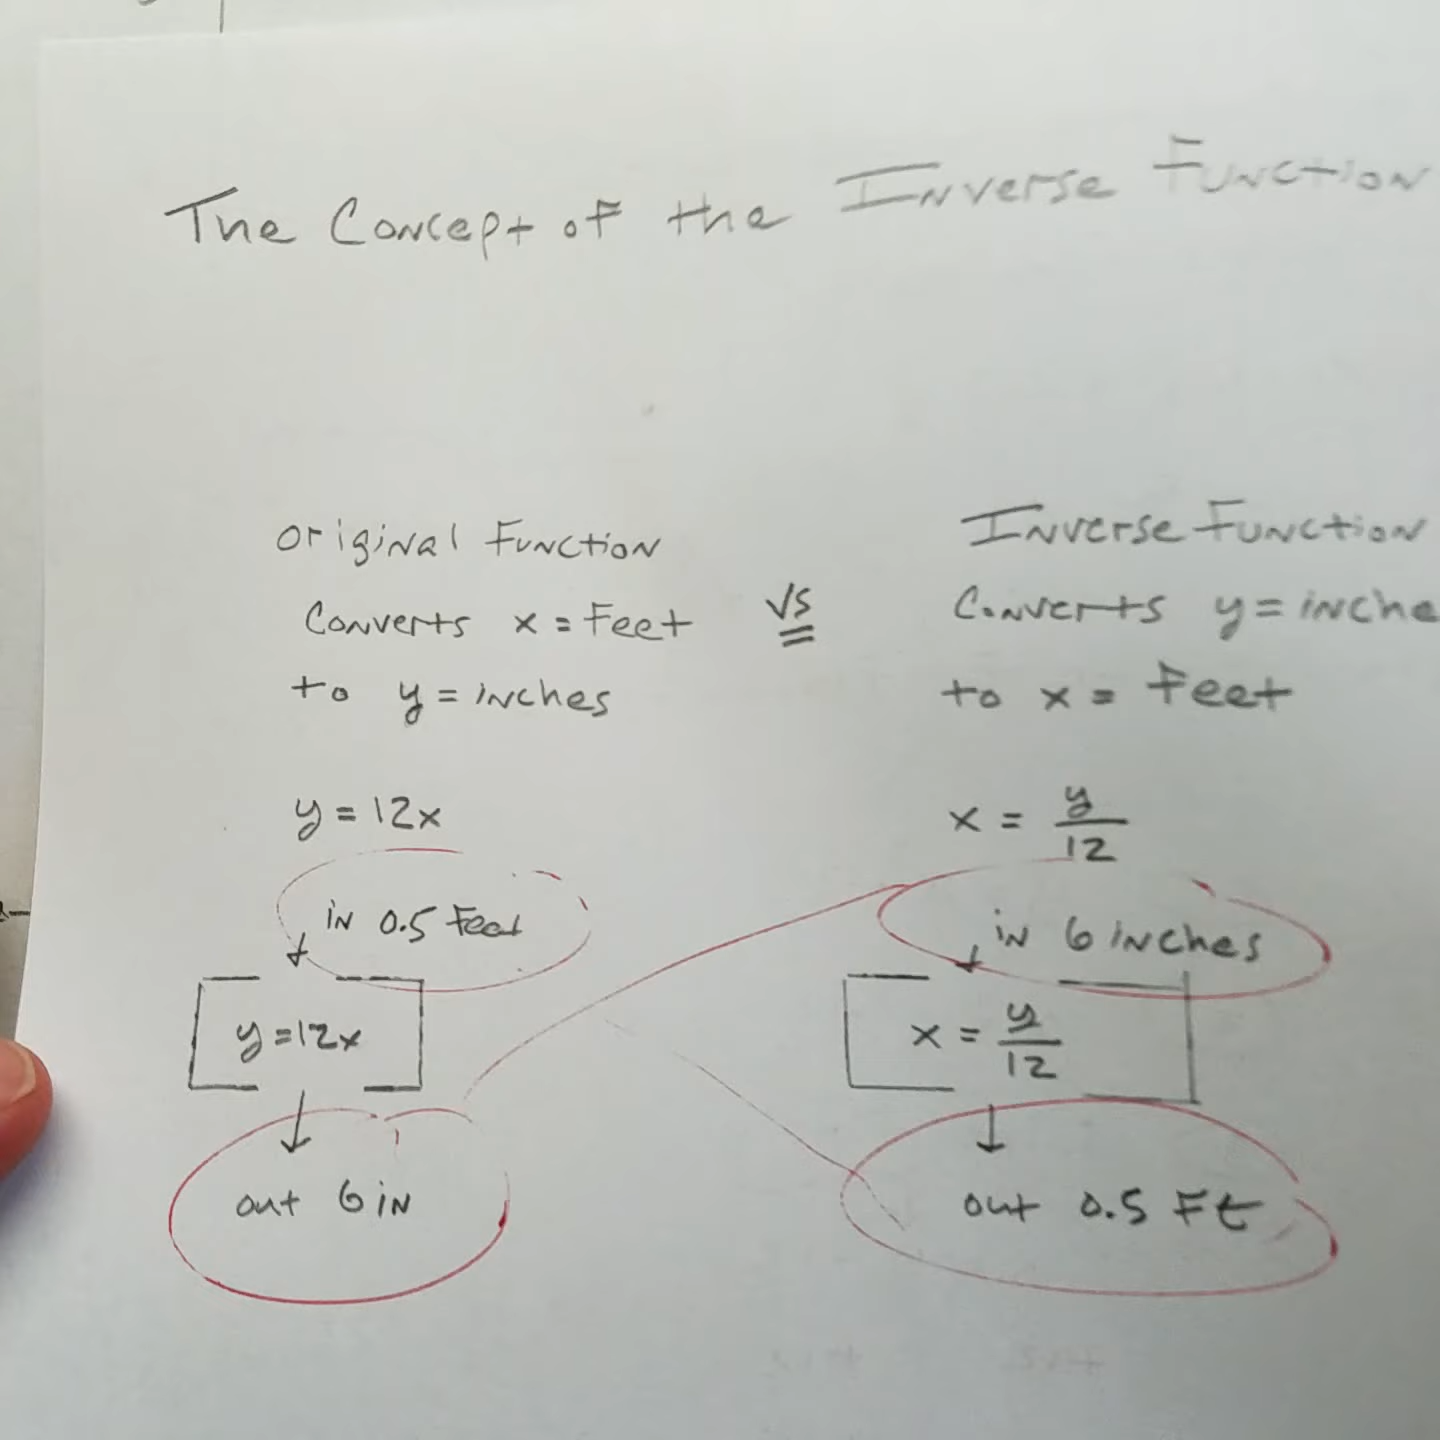 The Concept of the Inverse Function
Original Function
Converts x = Feet
to y = inches
y = 12x
in 0.5 Feet
y = 12x
out 6 in
vs
Inverse Function
Converts y = inche
to x = Feet
x = y/12
in 6 inches
x = y/12
out 0.5 Ft